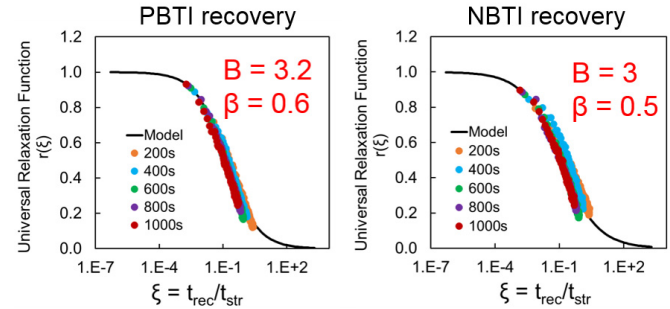 PBTI recovery
Universal Relaxation Function
r(ξ)
1.2
1.0
0.8
0.6
0.4
0.2
0.0
B = 3.2
β = 0.6
Model
200s
400s
600s
800s
1000s
1.E-7
1.E-4
1.E-1
1.E+2
ξ = trec/tstr
NBTI recovery
Universal Relaxation Function
r(ξ)
1.2
1.0
0.8
0.6
0.4
0.2
0.0
B = 3
β = 0.5
Model
200s
400s
600s
800s
1000s
1.E-7
1.E-4
1.E-1
1.E+2
ξ = trec/tstr